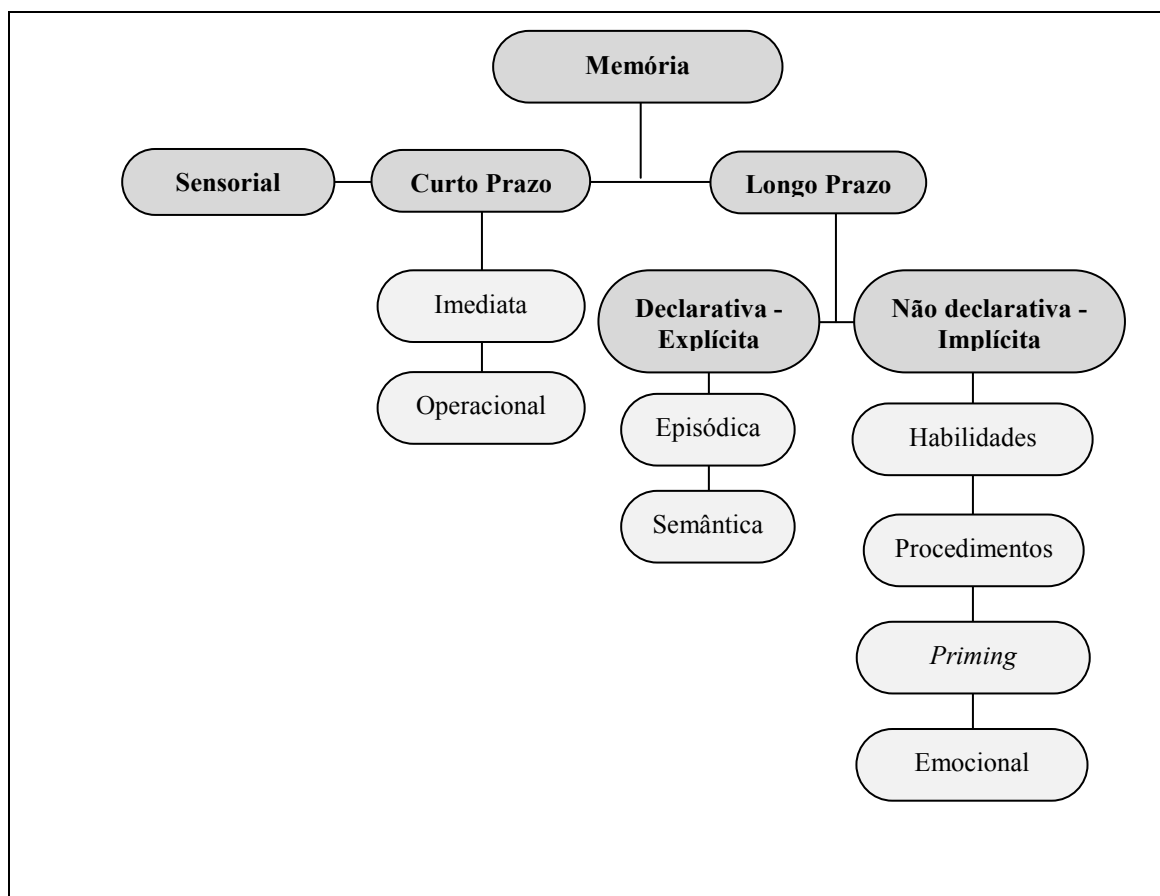 Memória
Sensorial
Curto Prazo
Longo Prazo
Imediata
Operacional
Declarativa -
Explícita
Episódica
Semântica
Não declarativa -
Implícita
Habilidades
Procedimentos
Priming
Emocional